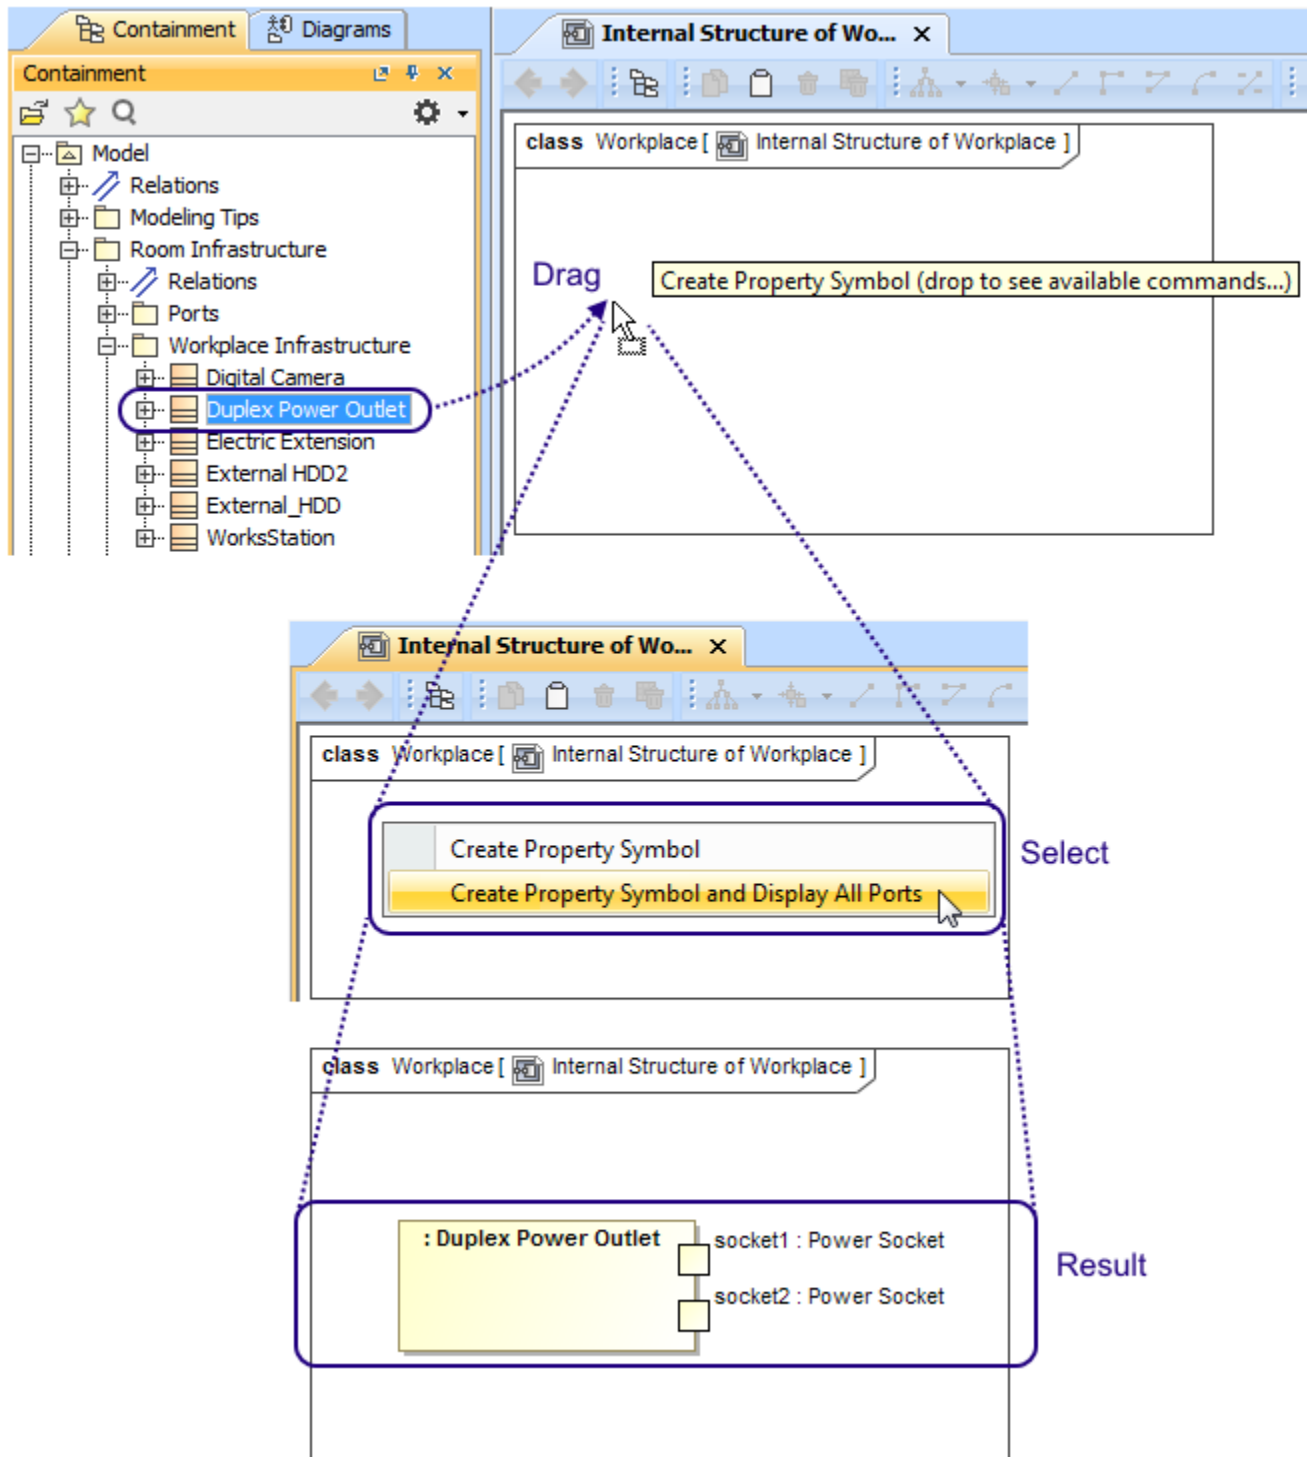 Containment
Diagrams
Internal Structure of Wo...
Containment
Model
Relations
Modeling Tips
Room Infrastructure
Relations
Ports
Workplace Infrastructure
Digital Camera
Duplex Power Outlet
Electric Extension
External HDD2
External_HDD
WorksStation
class Workplace [ Internal Structure of Workplace ]
Drag
Create Property Symbol (drop to see available commands...)
Internal Structure of Wo...
class Workplace [ Internal Structure of Workplace ]
Create Property Symbol
Create Property Symbol and Display All Ports
Select
class Workplace [ Internal Structure of Workplace ]
: Duplex Power Outlet
socket1 : Power Socket
socket2 : Power Socket
Result